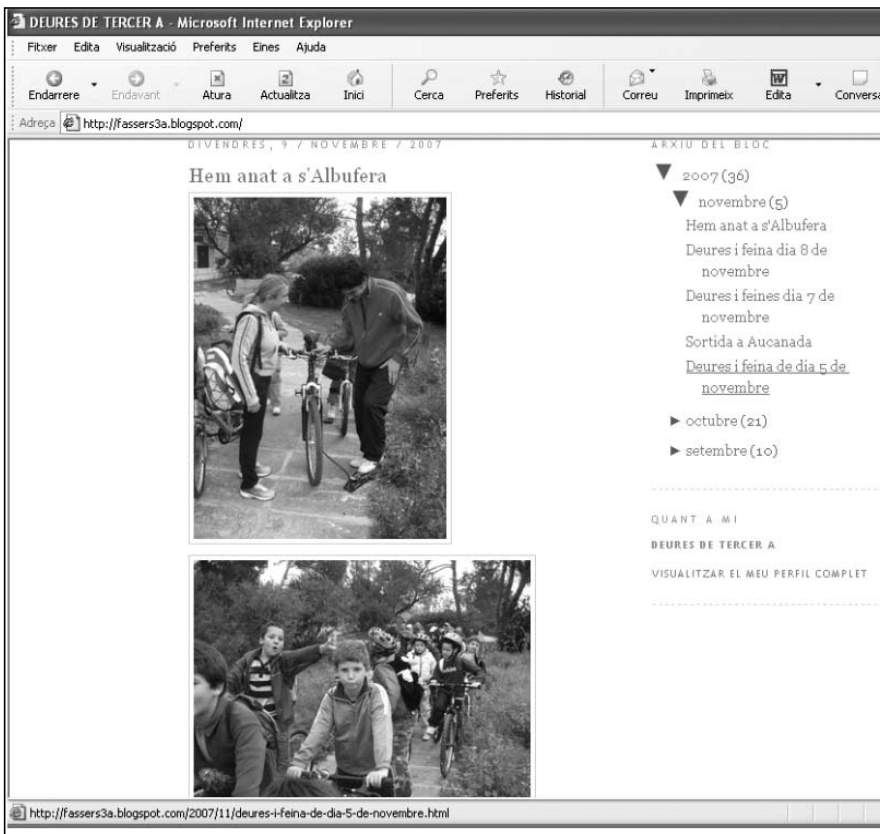 DEURES DE TERCER A - Microsoft Internet Explorer
Fitxer Edita Visualització Preferits Eines Ajuda
Endarrere Endavant Atura Actualitza Inici Cerca Preferits Historial Correu Imprimeix Edita Conversa
Adreça http://fassers3a.blogspot.com/
DIVENDRES, 9 / NOVEMBRE / 2007
Hem anat a s'Albufera
ARXIU DEL BLOC
▼ 2007 (36)
▼ novembre (5)
Hem anat a s'Albufera
Deures i feina dia 8 de
novembre
Deures i feines dia 7 de
novembre
Sortida a Aucanada
Deures i feina de dia 5 de
novembre
► octubre (21)
► setembre (10)
QUANT A MI
DEURES DE TERCER A
VISUALITZAR EL MEU PERFIL COMPLET
http://fassers3a.blogspot.com/2007/11/deures-i-feina-de-dia-5-de-novembre.html